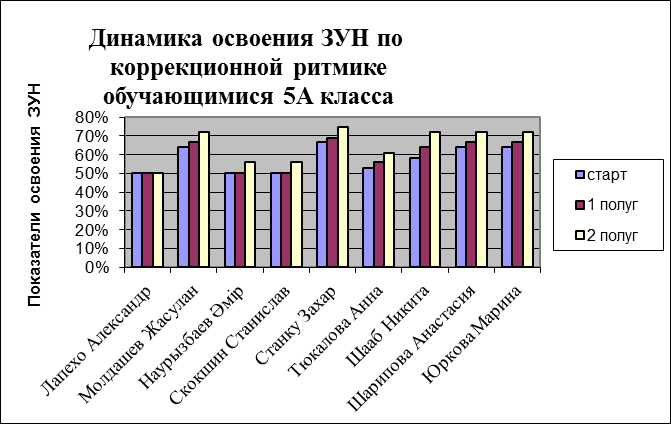 Динамика освоения ЗУН по
коррекционной ритмике
обучающимися 5А класса
Показатели освоения ЗУН
80%
70%
60%
50%
40%
30%
20%
10%
0%
Лапехо Александр
Молдашев Жасулан
Наурызбаев Әмір
Скокшин Станислав
Станку Захар
Тюкалова Анна
Шааб Никита
Шарипова Анастасия
Юркова Марина
старт
1 полуг
2 полуг